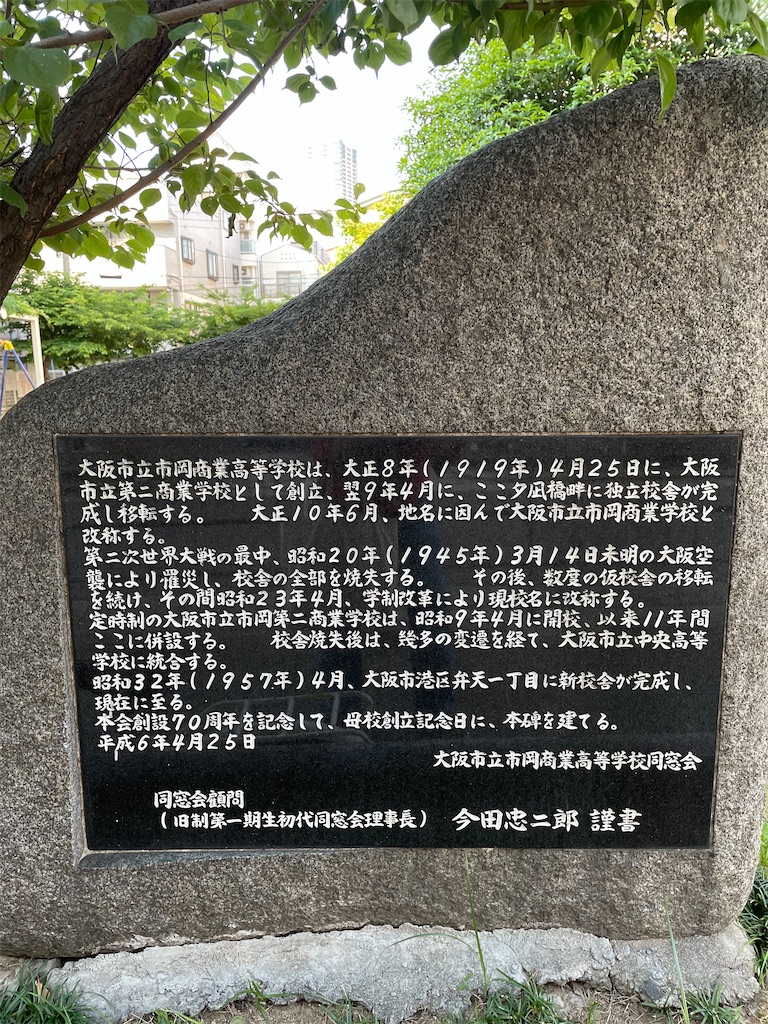 大阪市立市岡商業高等学校は、大正8年(1919年)4月25日に、大阪
市立第二商業学校として創立、翌9年4月に、ここ夕凪橋畔に独立校舎が完
成し移転する。 大正10年6月、地名に因んで大阪市立市岡商業学校と
改称する。
第二次世界大戦の最中、昭和20年(1945年)3月14日未明の大阪空
襲により罹災し、校舎の全部を焼失する。 その後、数度の仮校舎の移転
を続け、その間昭和23年4月、学制改革により現校名に改称する。
定時制の大阪市立市岡第二商業学校は、昭和9年4月に開校、以来11年間
ここに併設する。 校舎焼失後は、幾多の変遷を経て、大阪市立中央高等
学校に統合する。
昭和32年(1957年)4月、大阪市港区弁天一丁目に新校舎が完成し、
現在に至る。
本会創設70周年を記念して、母校創立記念日に、本碑を建てる。
平成6年4月25日
大阪市立市岡商業高等学校同窓会
同窓会顧問
(旧制第一期生初代同窓会理事長) 今田忠二郎 謹書